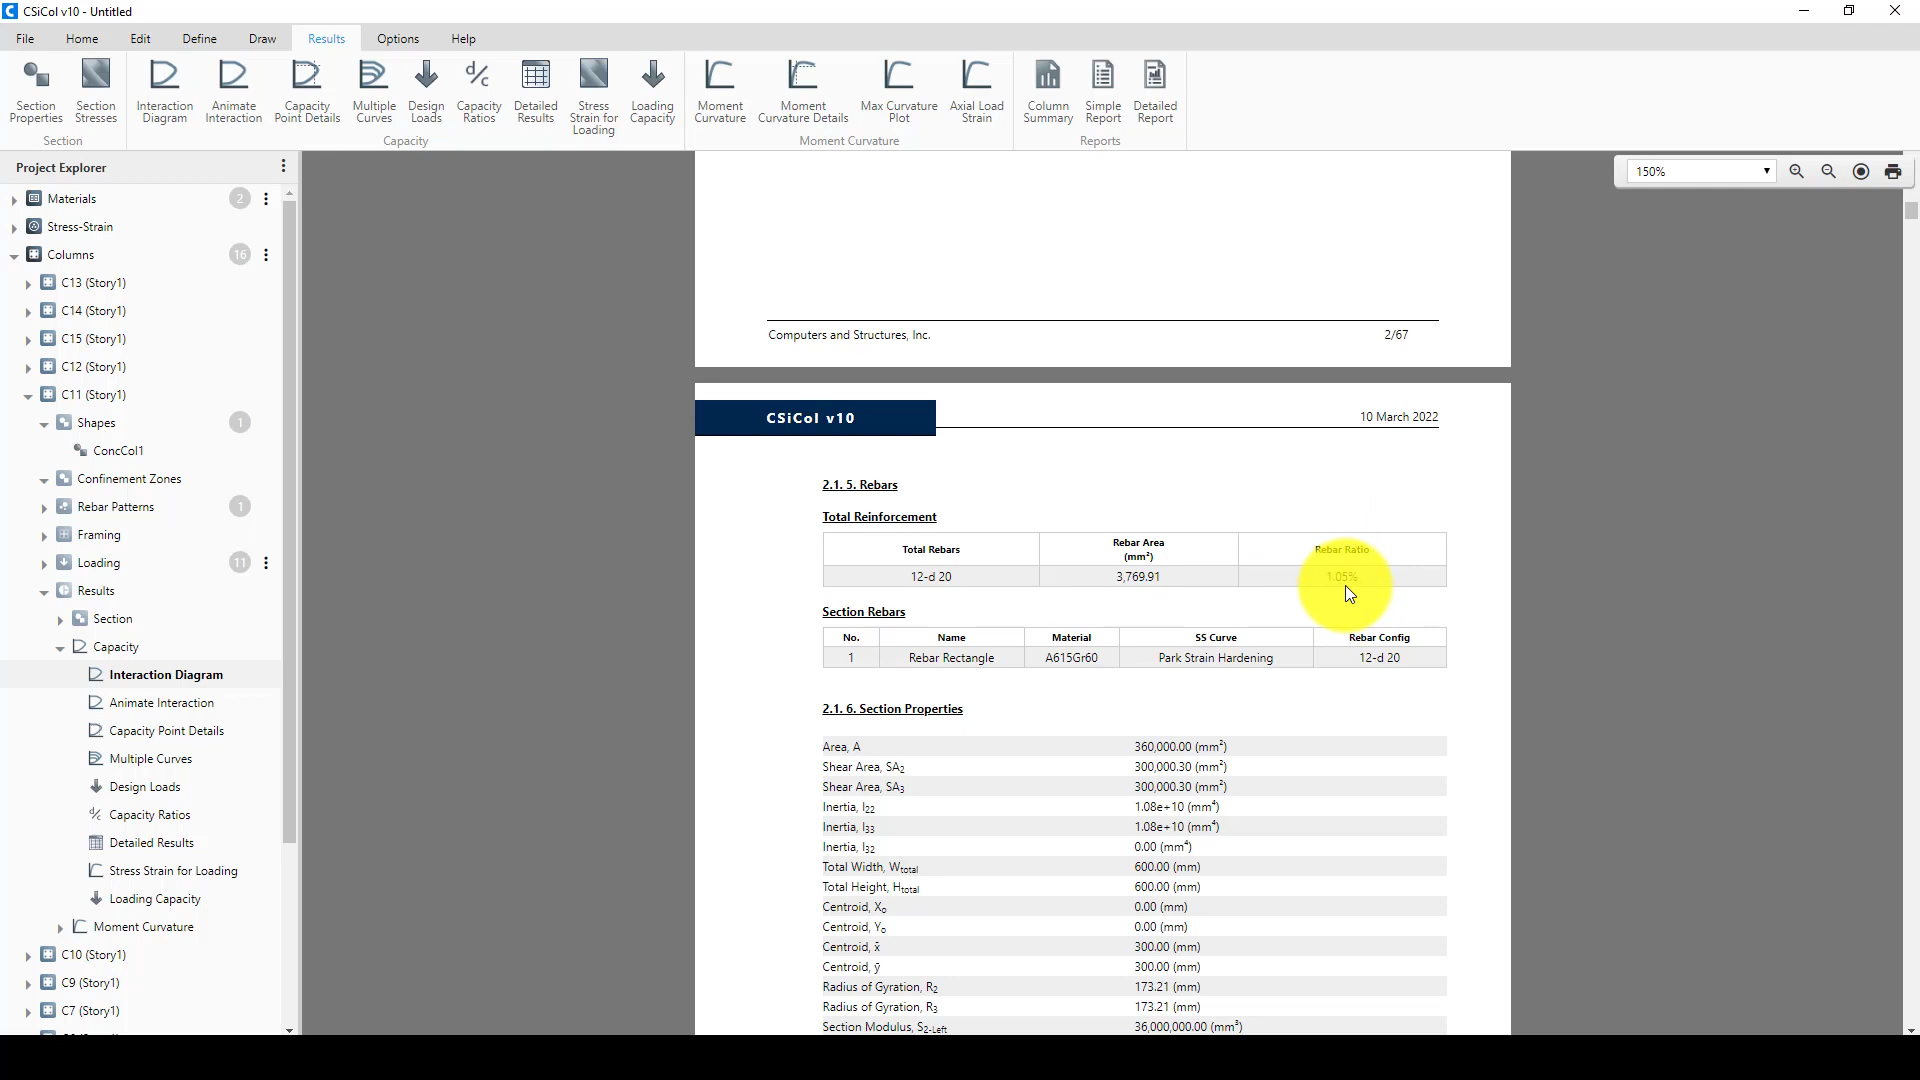 CSiCol v10 - Untitled
File Home Edit Define Draw Results Options Help
Section Properties
Section Stresses
Interaction Diagram
Animate Interaction
Capacity Point Details
Multiple Curves
Design Loads
d/c
Capacity Ratios
Detailed Results
Stress Strain for Loading
Loading Capacity
Moment Curvature
Moment Curvature Details
Max Curvature Plot
Axial Load Strain
Column Summary
Simple Report
Detailed Report
Section Capacity Moment Curvature Reports
Project Explorer
150%
Materials 2
Stress-Strain
Columns 16
C13 (Story1)
C14 (Story1)
C15 (Story1)
C12 (Story1)
C11 (Story1)
Shapes 1
ConcCol1
Confinement Zones
Rebar Patterns 1
Framing
Loading 11
Results
Section
Capacity
Interaction Diagram
Animate Interaction
Capacity Point Details
Multiple Curves
Design Loads
Capacity Ratios
Detailed Results
Stress Strain for Loading
Loading Capacity
Moment Curvature
C10 (Story1)
C9 (Story1)
C7 (Story1)
Computers and Structures, Inc. 2/67
CSiCol v10 10 March 2022
2.1. 5. Rebars
Total Reinforcement
Total Rebars Rebar Area (mm²) Rebar Ratio
12-d 20 3,769.91 1.05%
Section Rebars
No. Name Material SS Curve Rebar Config
1 Rebar Rectangle A615Gr60 Park Strain Hardening 12-d 20
2.1. 6. Section Properties
Area, A 360,000.00 (mm²)
Shear Area, SA₂ 300,000.30 (mm²)
Shear Area, SA₃ 300,000.30 (mm²)
Inertia, I₂₂ 1.08e+10 (mm⁴)
Inertia, I₃₃ 1.08e+10 (mm⁴)
Inertia, I₃₂ 0.00 (mm⁴)
Total Width, Wtotal 600.00 (mm)
Total Height, Htotal 600.00 (mm)
Centroid, Xₒ 0.00 (mm)
Centroid, Yₒ 0.00 (mm)
Centroid, x̄ 300.00 (mm)
Centroid, ȳ 300.00 (mm)
Radius of Gyration, R₂ 173.21 (mm)
Radius of Gyration, R₃ 173.21 (mm)
Section Modulus, S₂-Left 36,000,000.00 (mm³)